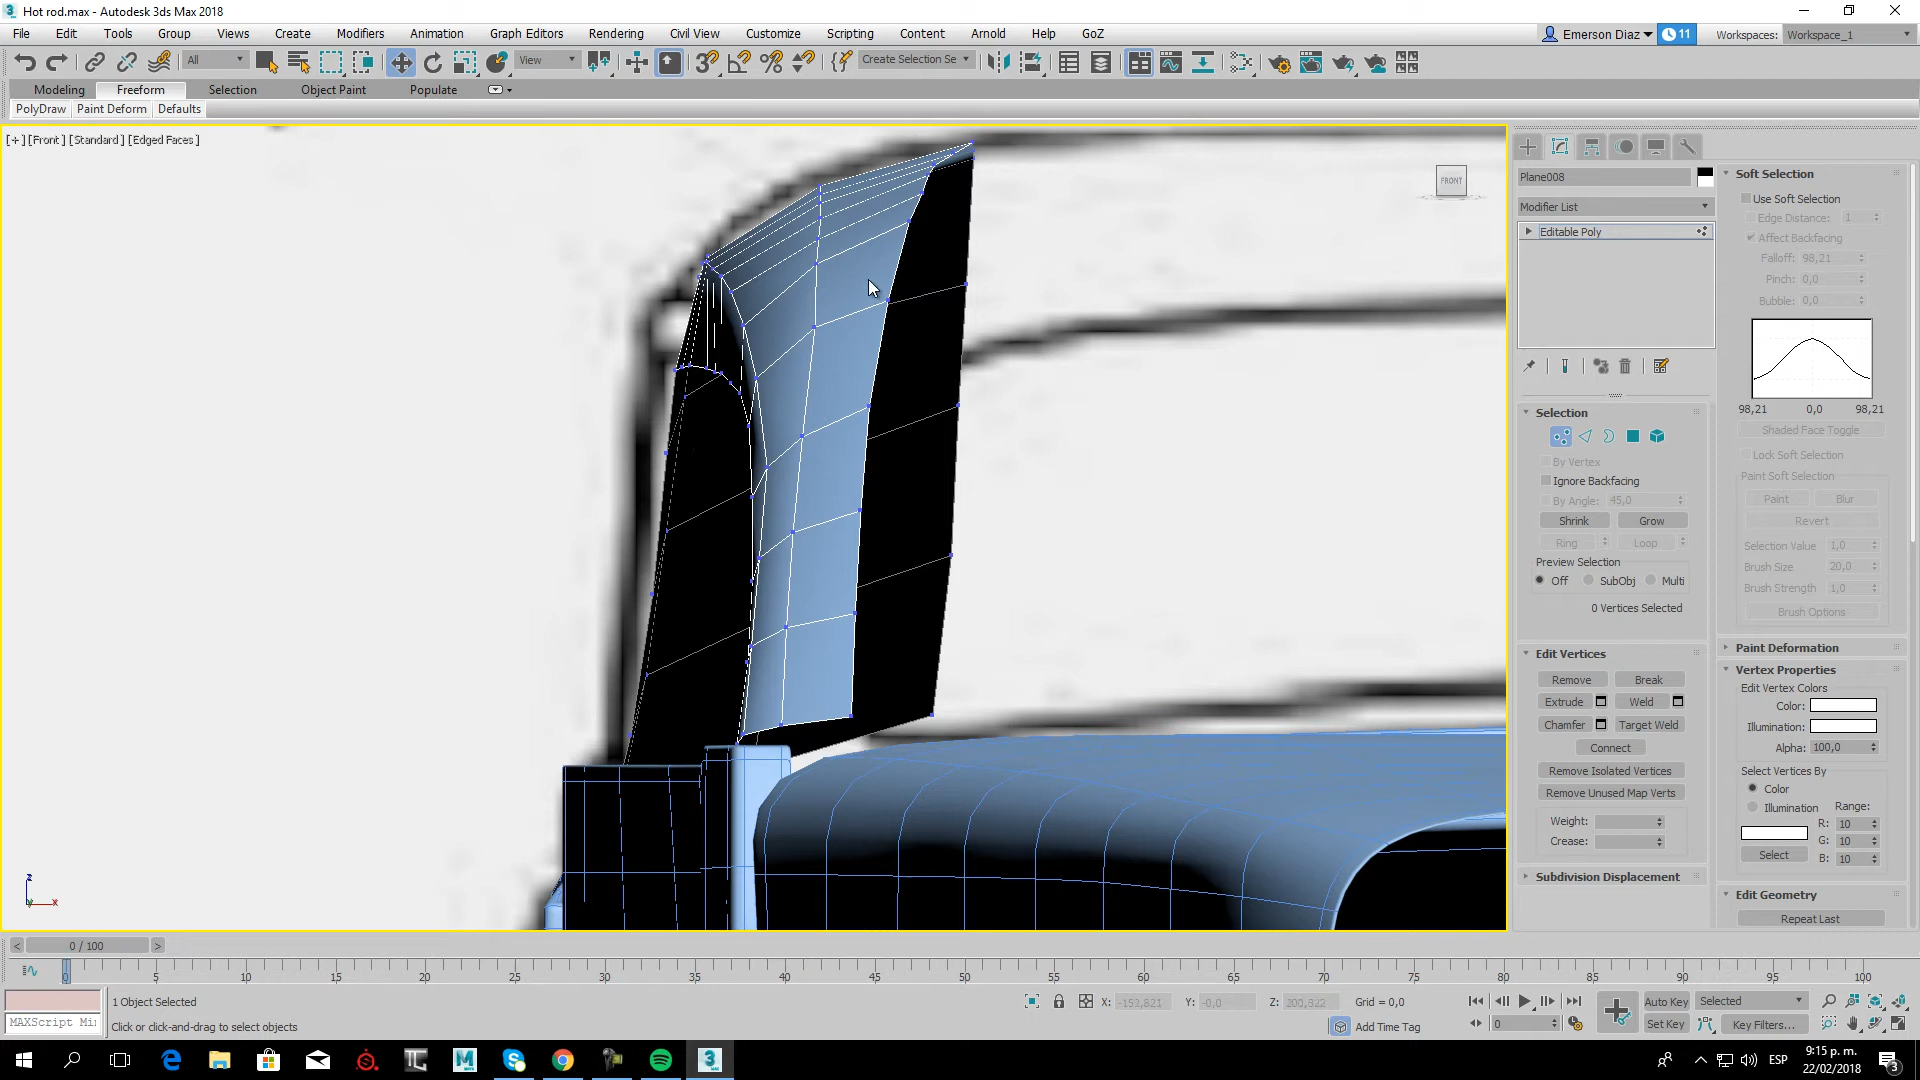 Hot rod.max - Autodesk 3ds Max 2018
File Edit Tools Group Views Create Modifiers Animation Graph Editors Rendering Civil View Customize Scripting Content Arnold Help GoZ
Emerson Diaz 11 Workspaces: Workspace_1
All View Create Selection Se
Modeling Freeform Selection Object Paint Populate
PolyDraw Paint Deform Defaults
[+] [Front] [Standard] [Edged Faces]
FRONT
Plane008
Modifier List
Editable Poly
Selection
By Vertex
Ignore Backfacing
By Angle: 45,0
Shrink Grow
Ring Loop
Preview Selection
Off SubObj Multi
0 Vertices Selected
Edit Vertices
Remove Break
Extrude Weld
Chamfer Target Weld
Connect
Remove Isolated Vertices
Remove Unused Map Verts
Weight:
Crease:
Subdivision Displacement
Soft Selection
Use Soft Selection
Edge Distance: 1
Affect Backfacing
Falloff: 98,21
Pinch: 0,0
Bubble: 0,0
98,21 0,0 98,21
Shaded Face Toggle
Lock Soft Selection
Paint Soft Selection
Paint Blur
Revert
Selection Value 1,0
Brush Size 20,0
Brush Strength 1,0
Brush Options
Paint Deformation
Vertex Properties
Edit Vertex Colors
Color:
Illumination:
Alpha: 100,0
Select Vertices By
Color
Illumination Range:
R: 10
G: 10
B: 10
Select
Edit Geometry
Repeat Last
z
x
< 0 / 100 >
0 5 10 15 20 25 30 35 40 45 50 55 60 65 70 75 80 85 90 95 100
1 Object Selected
X: -153,821 Y: -0,0 Z: 200,822 Grid = 0,0
Auto Key Selected
MAXScript Mi
Click or click-and-drag to select objects
Add Time Tag
0
Set Key Key Filters...
ESP
9:15 p. m.
22/02/2018
3